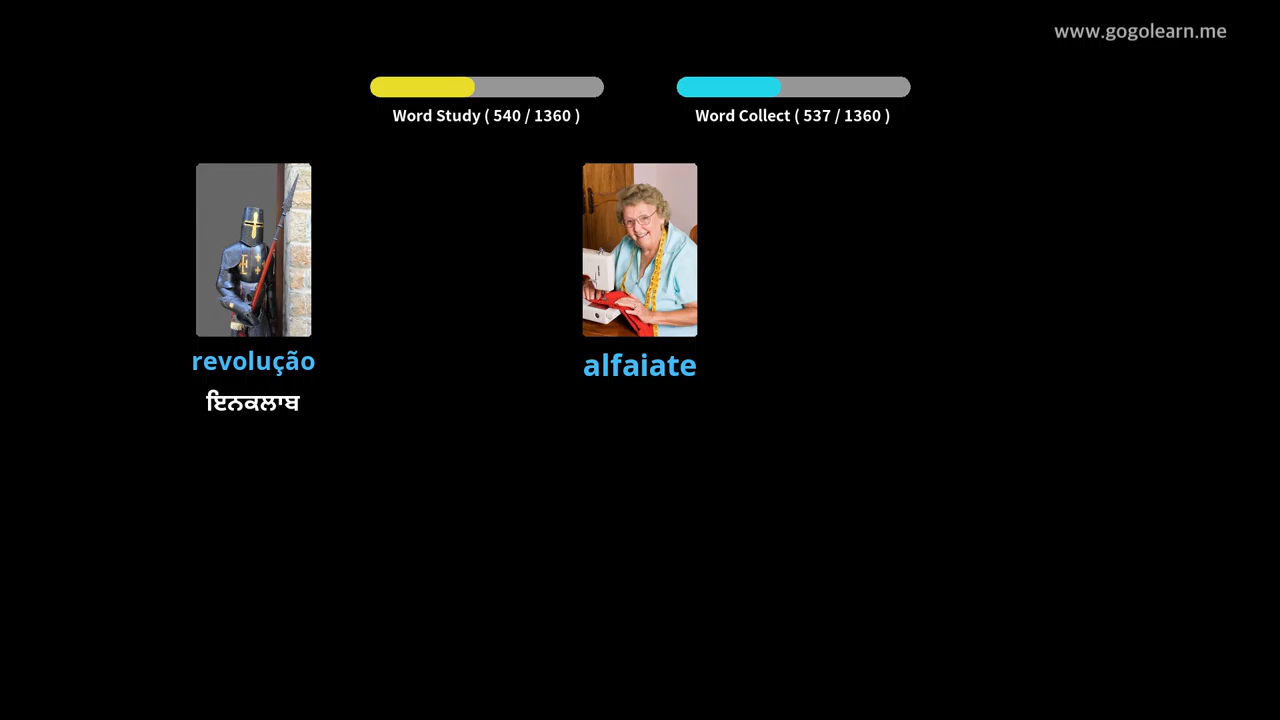 www.gogolearn.me
Word Study ( 540 / 1360 )
Word Collect ( 537 / 1360 )
revolução
ਇਨਕਲਾਬ
alfaiate